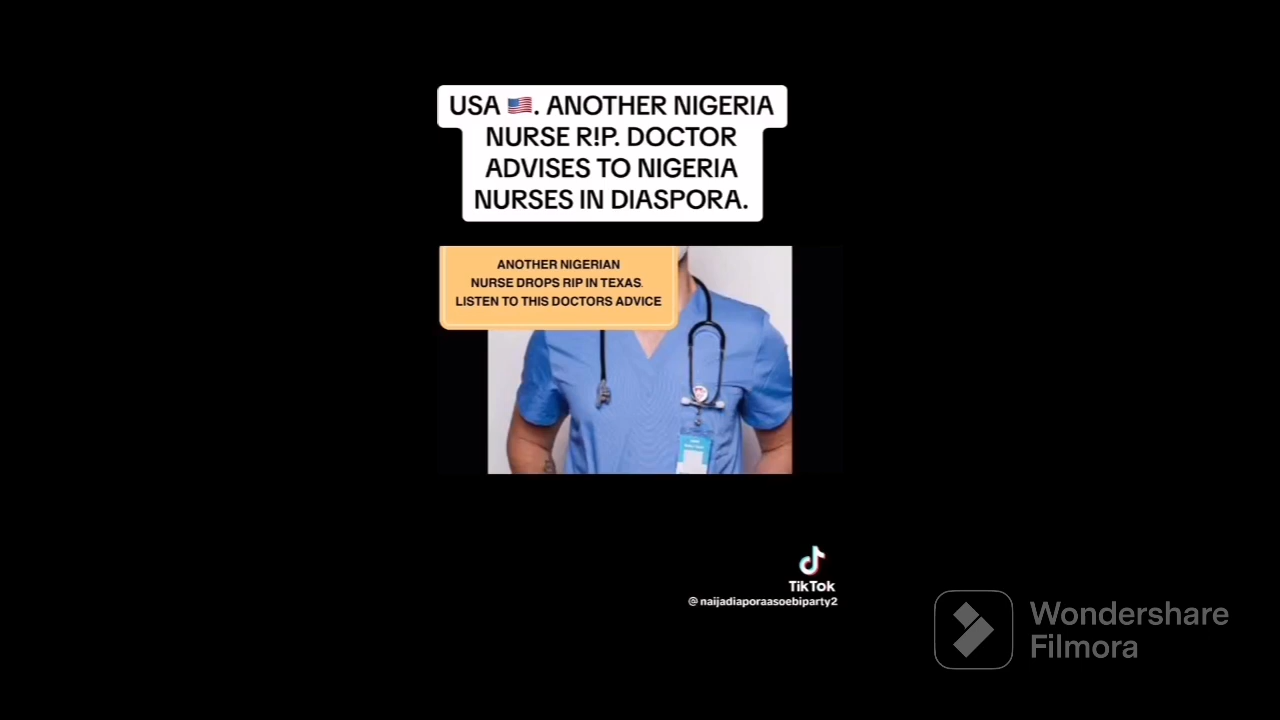 USA 🇺🇸. ANOTHER NIGERIA
NURSE R!P. DOCTOR
ADVISES TO NIGERIA
NURSES IN DIASPORA.
ANOTHER NIGERIAN
NURSE DROPS RIP IN TEXAS.
LISTEN TO THIS DOCTORS ADVICE
TikTok
@naijadiaporaasoebiparty2
Wondershare
Filmora